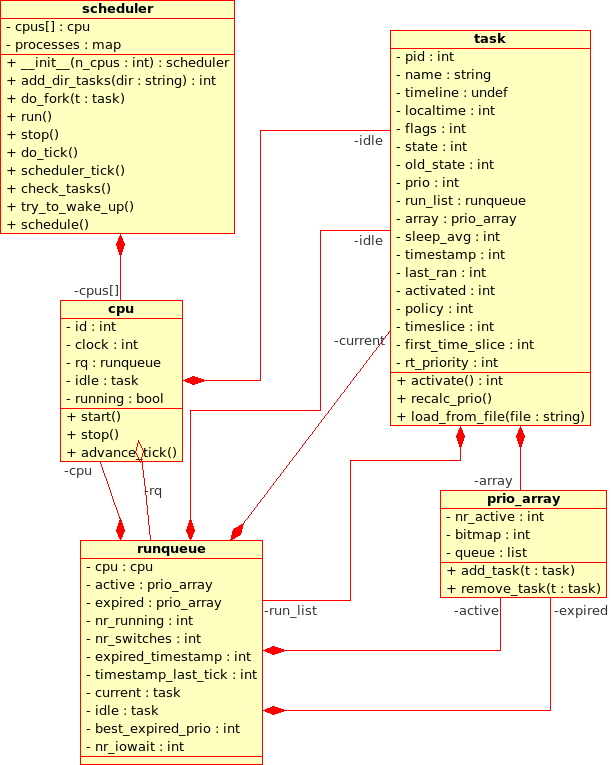 scheduler
- cpus[] : cpu
- processes : map
+ __init__(n_cpus : int) : scheduler
+ add_dir_tasks(dir : string) : int
+ do_fork(t : task)
+ run()
+ stop()
+ do_tick()
+ scheduler_tick()
+ check_tasks()
+ try_to_wake_up()
+ schedule()
task
- pid : int
- name : string
- timeline : undef
- localtime : int
- flags : int
- state : int
- old_state : int
- prio : int
- run_list : runqueue
- array : prio_array
- sleep_avg : int
- timestamp : int
- last_ran : int
- activated : int
- policy : int
- timeslice : int
- first_time_slice : int
- rt_priority : int
+ activate() : int
+ recalc_prio()
+ load_from_file(file : string)
-idle
-idle
-current
-cpus[]
cpu
- id : int
- clock : int
- rq : runqueue
- idle : task
- running : bool
+ start()
+ stop()
+ advance_tick()
-cpu
-rq
-array
prio_array
- nr_active : int
- bitmap : int
- queue : list
+ add_task(t : task)
+ remove_task(t : task)
-active
-expired
-run_list
runqueue
- cpu : cpu
- active : prio_array
- expired : prio_array
- nr_running : int
- nr_switches : int
- expired_timestamp : int
- timestamp_last_tick : int
- current : task
- idle : task
- best_expired_prio : int
- nr_iowait : int